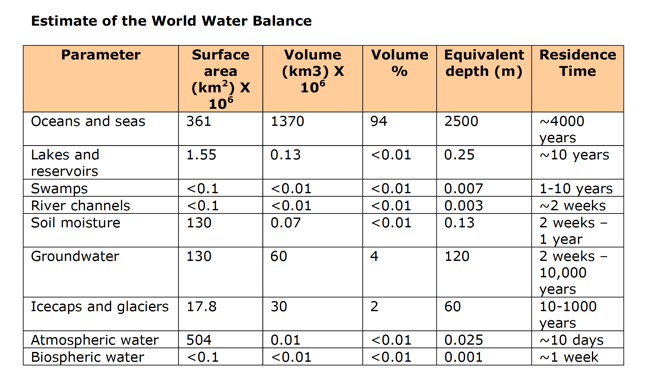 Estimate of the World Water Balance
Parameter Surface area (km2) X 106 Volume (km3) X 106 Volume % Equivalent depth (m) Residence Time
Oceans and seas 361 1370 94 2500 ~4000 years
Lakes and reservoirs 1.55 0.13 <0.01 0.25 ~10 years
Swamps <0.1 <0.01 <0.01 0.007 1-10 years
River channels <0.1 <0.01 <0.01 0.003 ~2 weeks
Soil moisture 130 0.07 <0.01 0.13 2 weeks – 1 year
Groundwater 130 60 4 120 2 weeks – 10,000 years
Icecaps and glaciers 17.8 30 2 60 10-1000 years
Atmospheric water 504 0.01 <0.01 0.025 ~10 days
Biospheric water <0.1 <0.01 <0.01 0.001 ~1 week